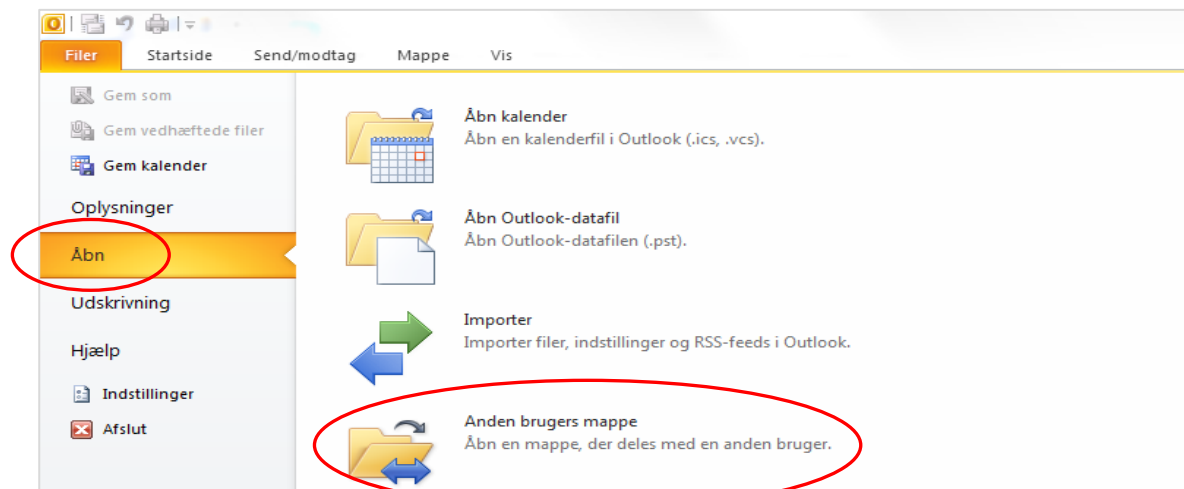 Filer Startside Send/modtag Mappe Vis
Gem som
Gem vedhæftede filer
Gem kalender
Oplysninger
Åbn
Udskrivning
Hjælp
Indstillinger
Afslut
Åbn kalender
Åbn en kalenderfil i Outlook (.ics, .vcs).
Åbn Outlook-datafil
Åbn Outlook-datafilen (.pst).
Importer
Importer filer, indstillinger og RSS-feeds i Outlook.
Anden brugers mappe
Åbn en mappe, der deles med en anden bruger.